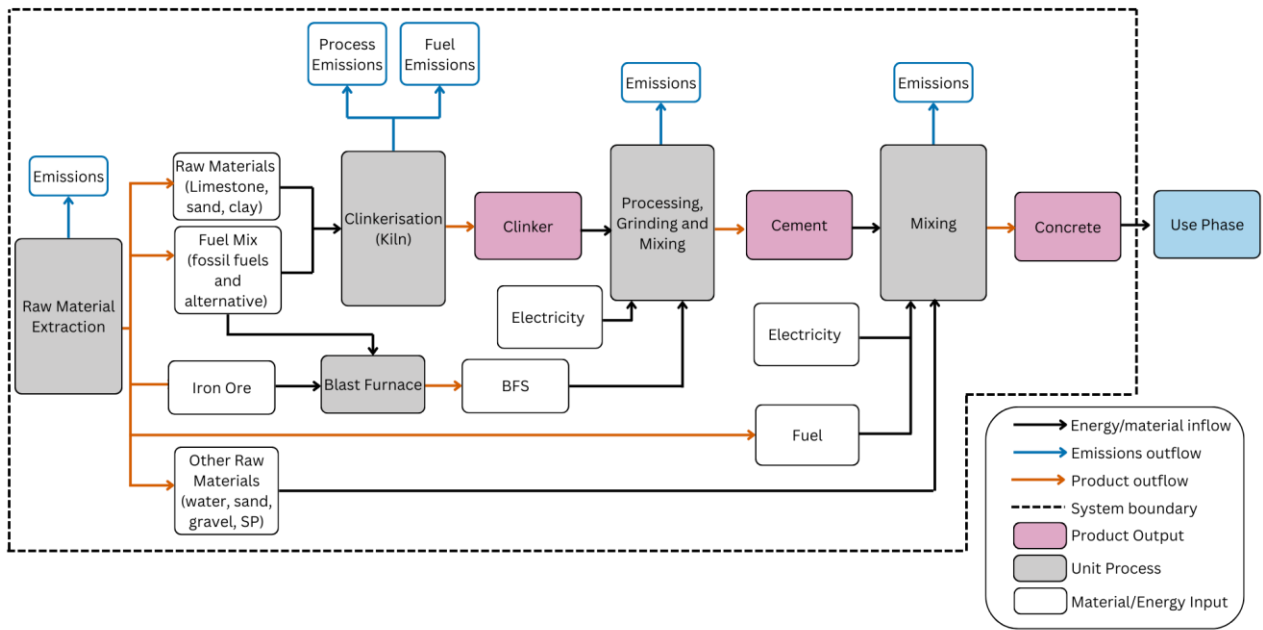 Process
Emissions
Fuel
Emissions
Emissions
Emissions
Emissions
Raw Materials
(Limestone,
sand, clay)
Clinkerisation
(Kiln)
Clinker
Processing,
Grinding and
Mixing
Cement
Mixing
Concrete
Use Phase
Fuel Mix
(fossil fuels
and
alternative)
Raw Material
Extraction
Electricity
Electricity
Iron Ore
Blast Furnace
BFS
Fuel
Other Raw
Materials
(water, sand,
gravel, SP)
Energy/material inflow
Emissions outflow
Product outflow
System boundary
Product Output
Unit Process
Material/Energy Input